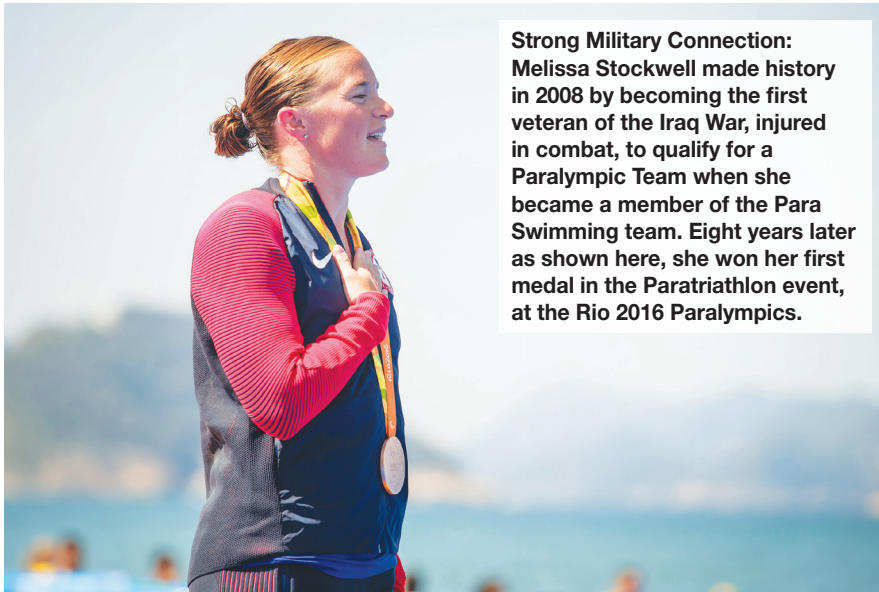 Strong Military Connection:
Melissa Stockwell made history
in 2008 by becoming the first
veteran of the Iraq War, injured
in combat, to qualify for a
Paralympic Team when she
became a member of the Para
Swimming team. Eight years later
as shown here, she won her first
medal in the Paratriathlon event,
at the Rio 2016 Paralympics.